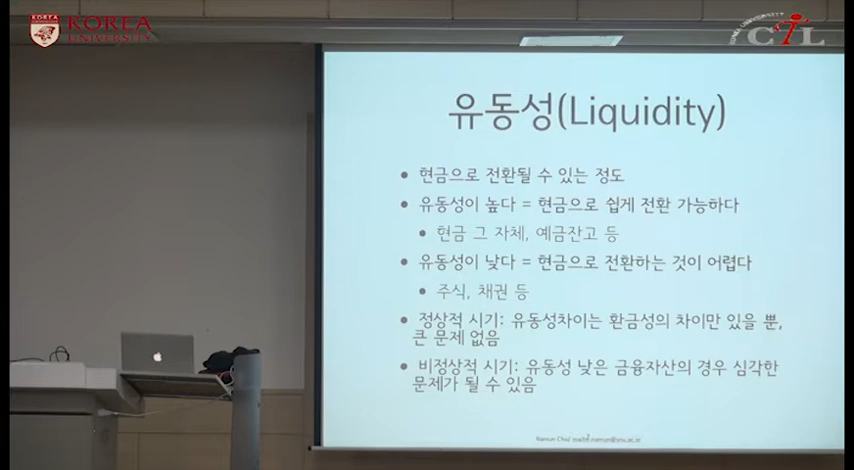 KOREA
UNIVERSITY
CTL
유동성(Liquidity)
현금으로 전환될 수 있는 정도
유동성이 높다 = 현금으로 쉽게 전환 가능하다
현금 그 자체, 예금잔고 등
유동성이 낮다 = 현금으로 전환하는 것이 어렵다
주식, 채권 등
정상적 시기: 유동성차이는 환금성의 차이만 있을 뿐,
큰 문제 없음
비정상적 시기: 유동성 낮은 금융자산의 경우 심각한
문제가 될 수 있음